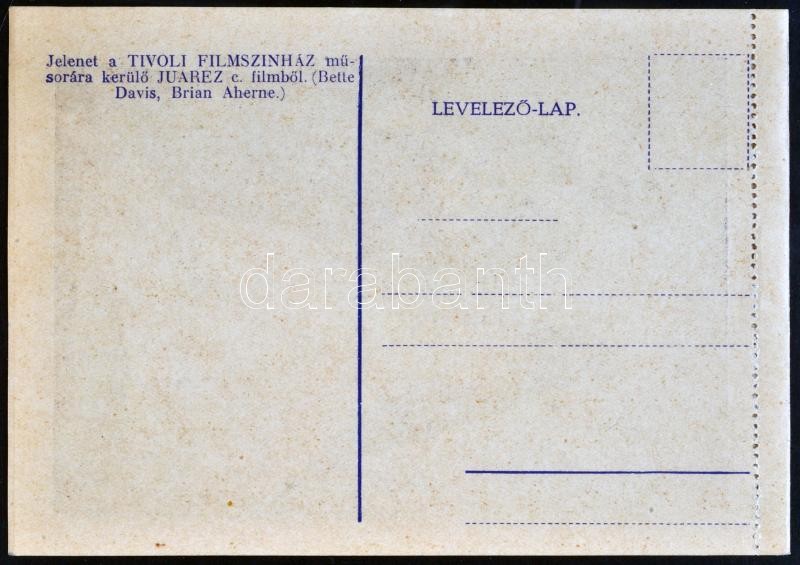 Jelenet a TIVOLI FILMSZINHÁZ mű-
sorára kerülő JUAREZ c. filmből. (Bette
Davis, Brian Aherne.)
LEVELEZŐ-LAP.
darabanth